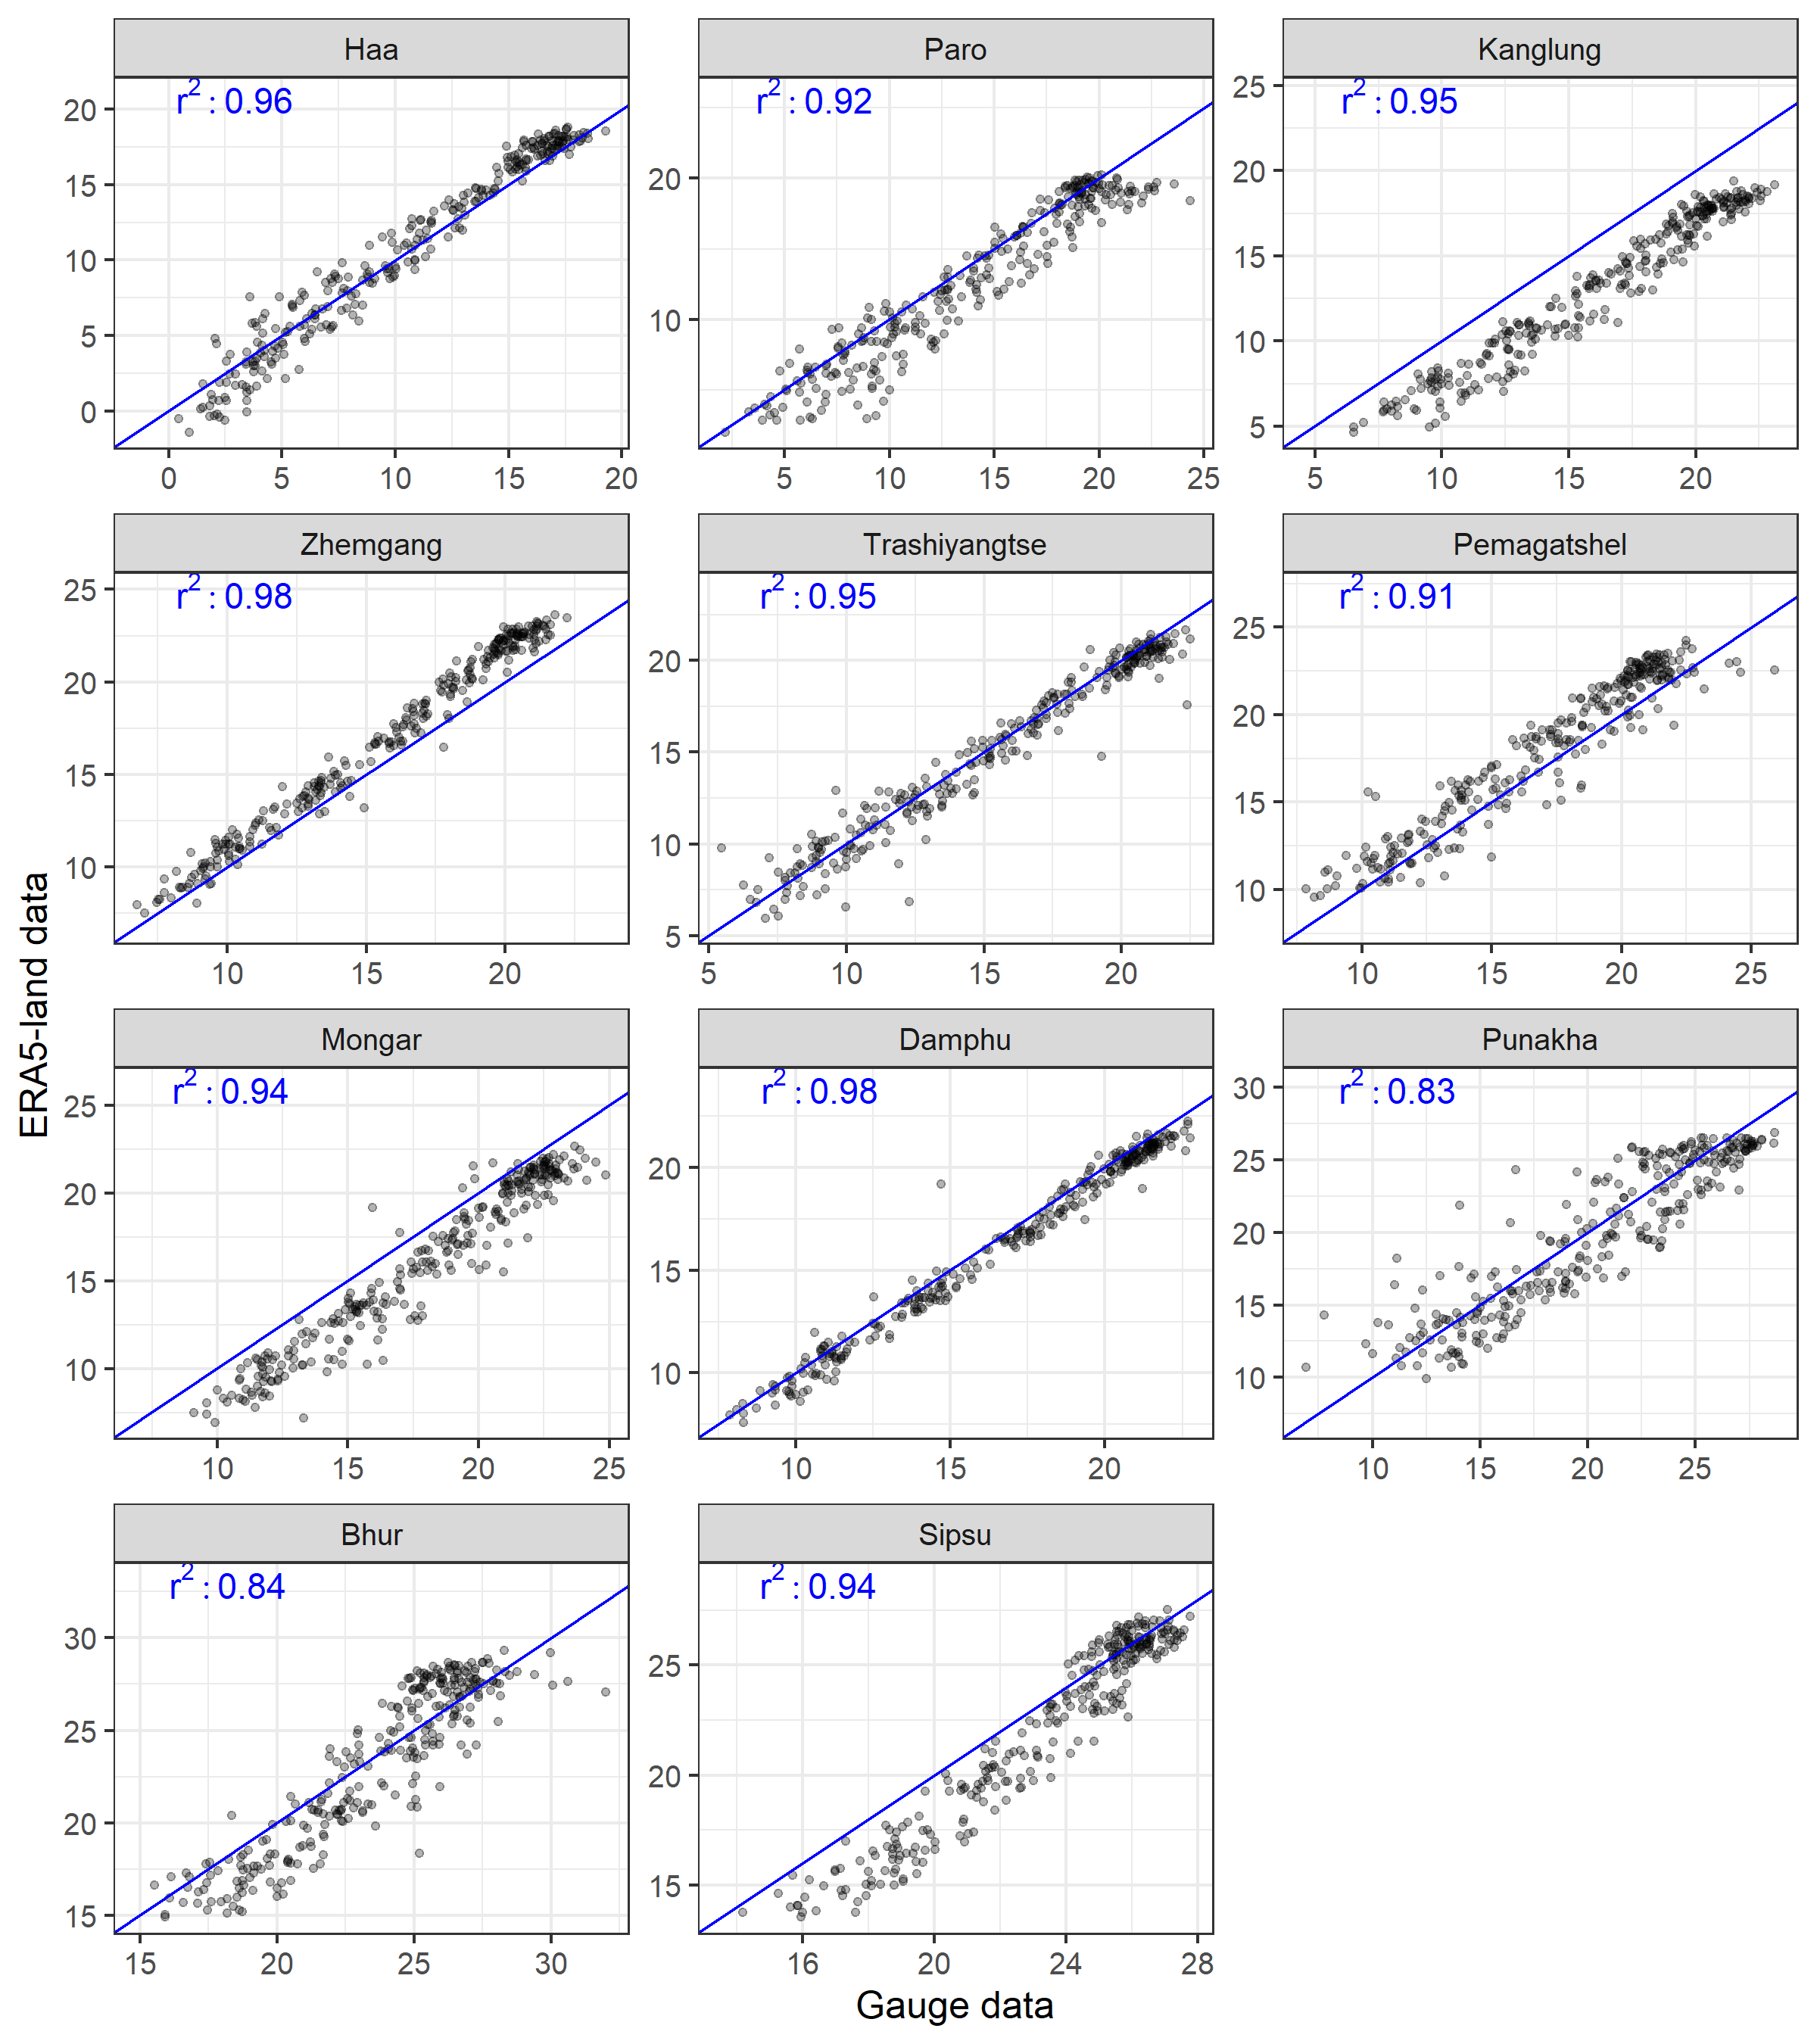 Haa
Paro
Kanglung
r²:0.96
r²:0.92
r²:0.95
20
15
10
5
0
20
10
25
20
15
10
5
0 5 10 15 20
5 10 15 20 25
5 10 15 20
Zhemgang
Trashiyangtse
Pemagatshel
r²:0.98
r²:0.95
r²:0.91
25
20
15
10
20
15
10
5
25
20
15
10
10 15 20
5 10 15 20
10 15 20 25
ERA5-land data
Mongar
Damphu
Punakha
r²:0.94
r²:0.98
r²:0.83
25
20
15
10
20
15
10
30
25
20
15
10
10 15 20 25
10 15 20
10 15 20 25
Bhur
Sipsu
r²:0.84
r²:0.94
30
25
20
15
25
20
15
15 20 25 30
16 20 24 28
Gauge data